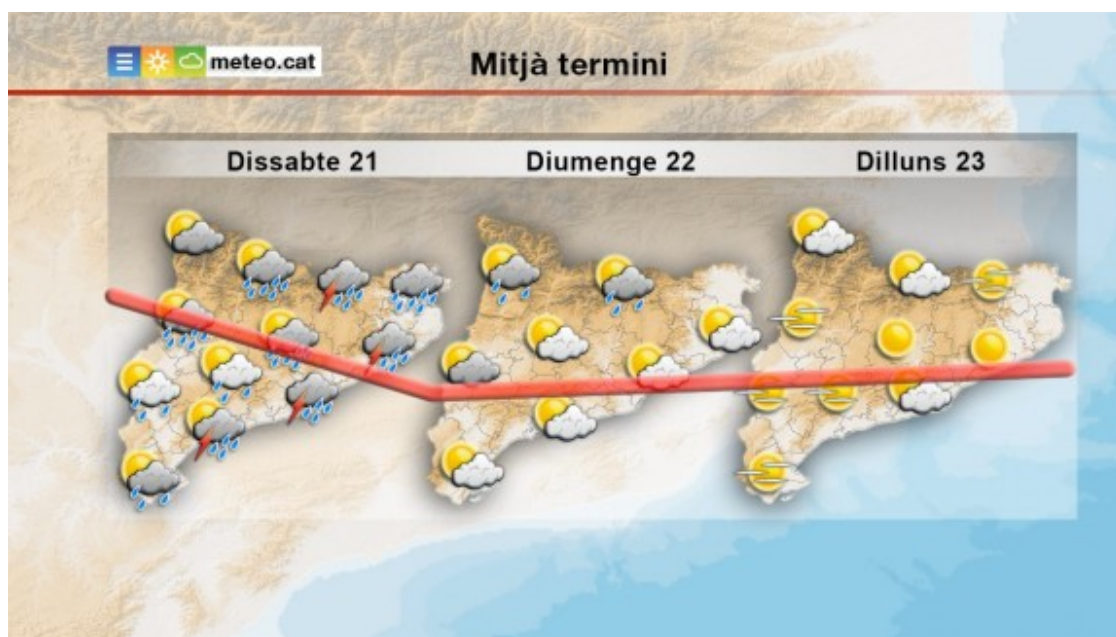 meteo.cat
Mitjà termini
Dissabte 21
Diumenge 22
Dilluns 23